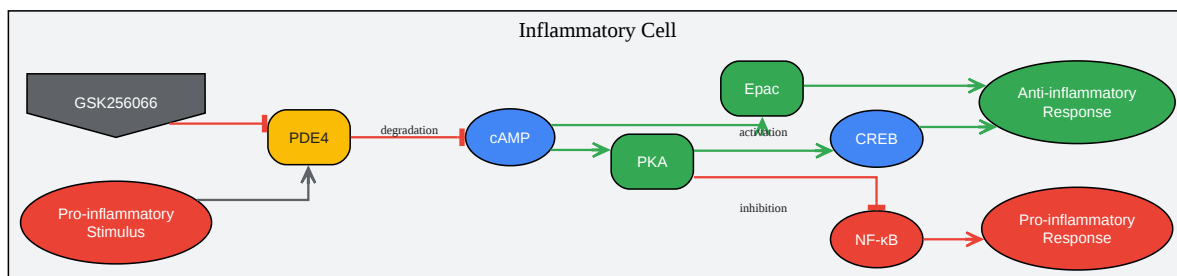 Inflammatory Cell
GSK256066
PDE4
degradation
cAMP
Epac
activation
PKA
CREB
Anti-inflammatory
Response
Pro-inflammatory
Stimulus
inhibition
NF-κB
Pro-inflammatory
Response